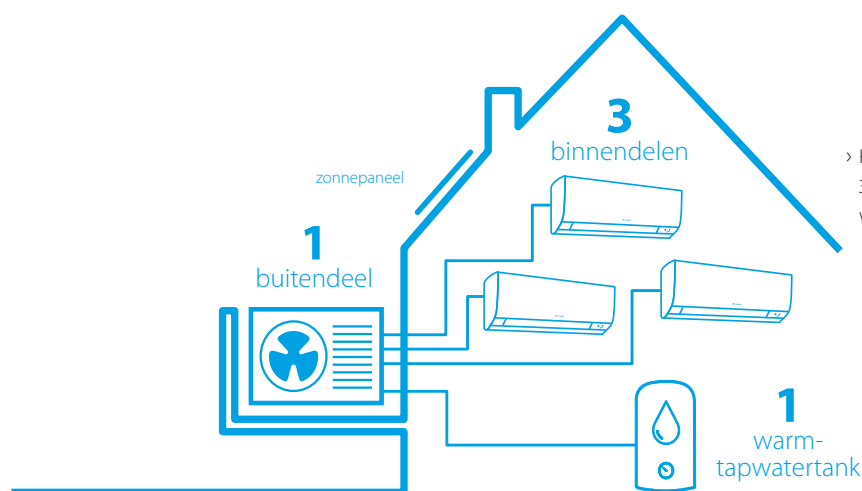 3
binnendelen
zonnepaneel
1
buitendeel
1
warm-
tapwatertank